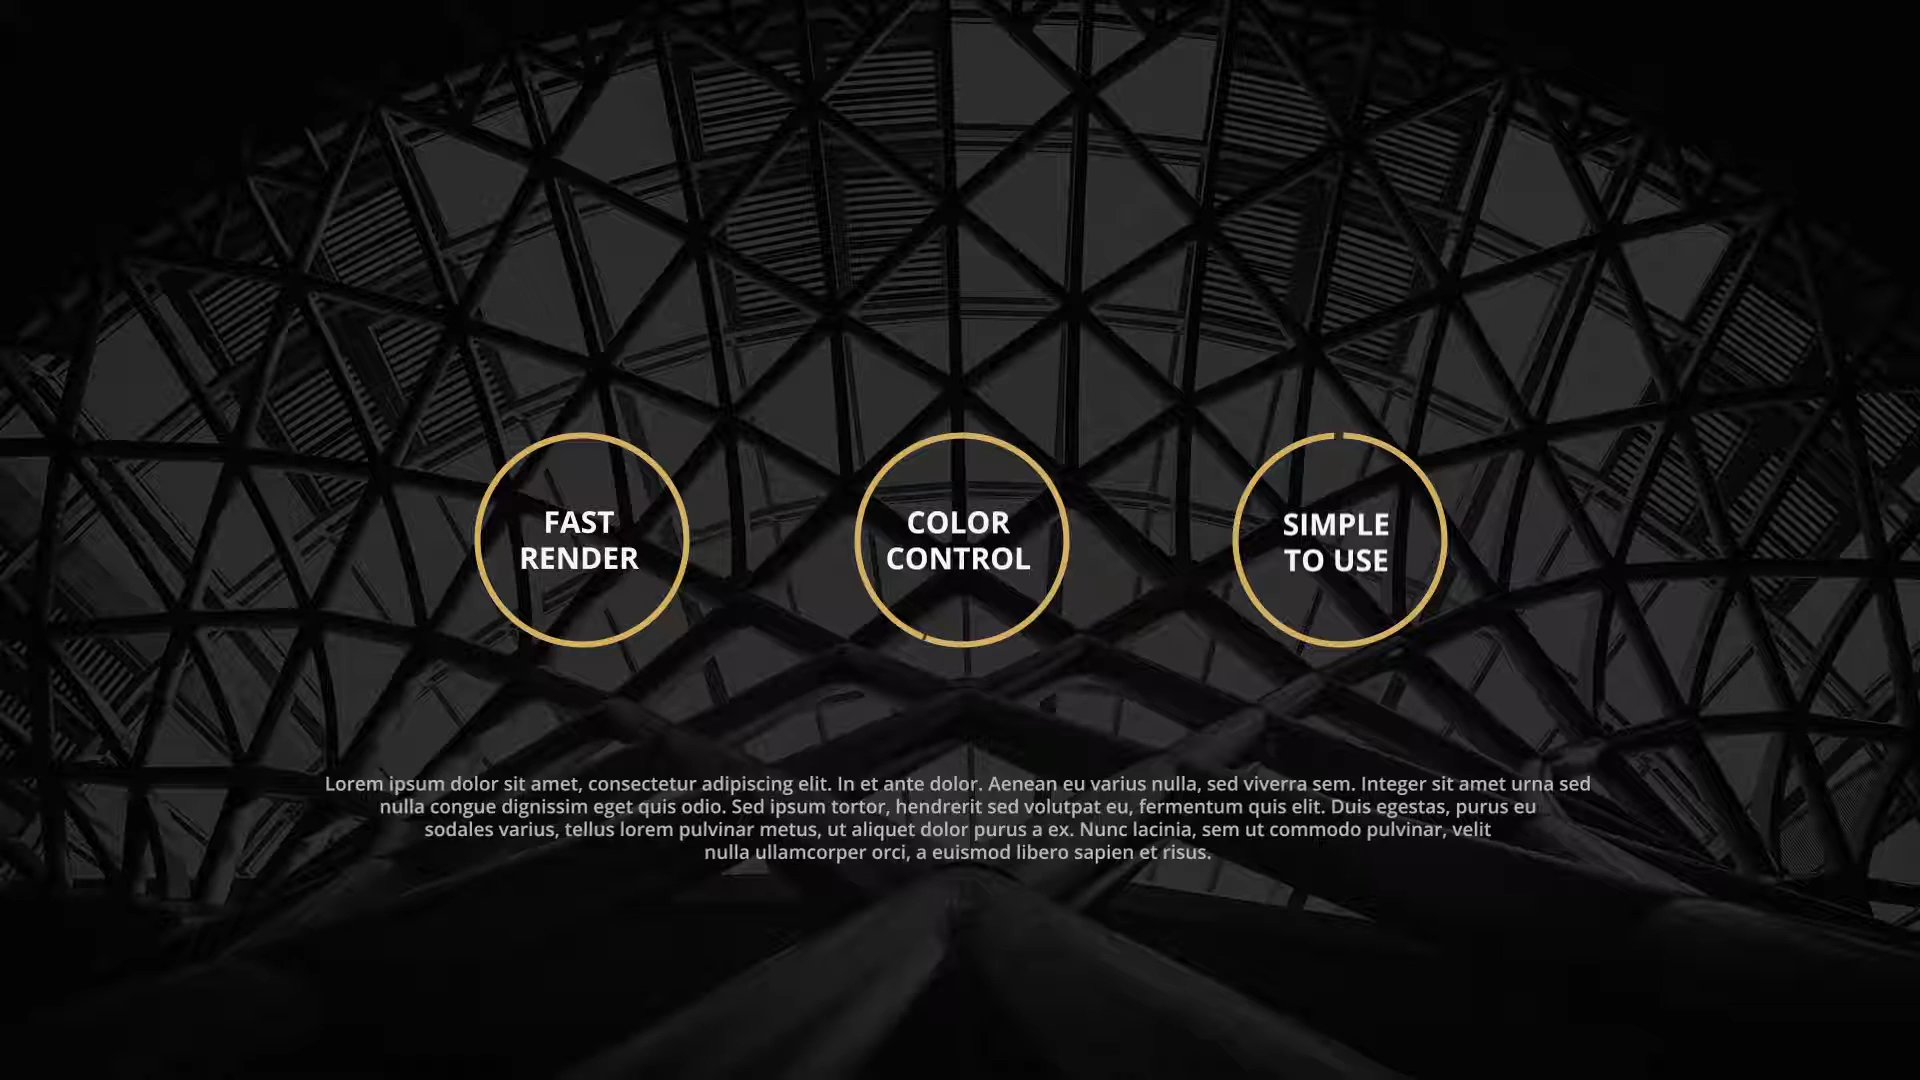 FAST
RENDER
COLOR
CONTROL
SIMPLE
TO USE
Lorem ipsum dolor sit amet, consectetur adipiscing elit. In et ante dolor. Aenean eu varius nulla, sed viverra sem. Integer sit amet urna sed
nulla congue dignissim eget quis odio. Sed ipsum tortor, hendrerit sed volutpat eu, fermentum quis elit. Duis egestas, purus eu
sodales varius, tellus lorem pulvinar metus, ut aliquet dolor purus a ex. Nunc lacinia, sem ut commodo pulvinar, velit
nulla ullamcorper orci, a euismod libero sapien et risus.